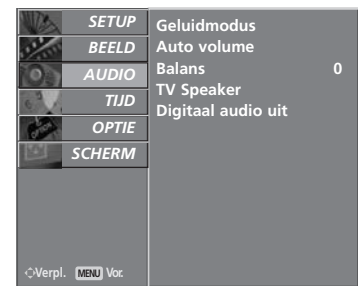 SETUP
BEELD
AUDIO
TIJD
OPTIE
SCHERM
Verpl. MENU Vor.
Geluidmodus
Auto volume
Balans 0
TV Speaker
Digitaal audio uit